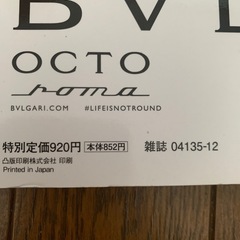 BVL
OCTO
roma
BVLGARI.COM #LIFEISNOTROUND
特別定価920円 本体852円 雑誌 04135-12
凸版印刷株式会社 印刷
Printed in Japan